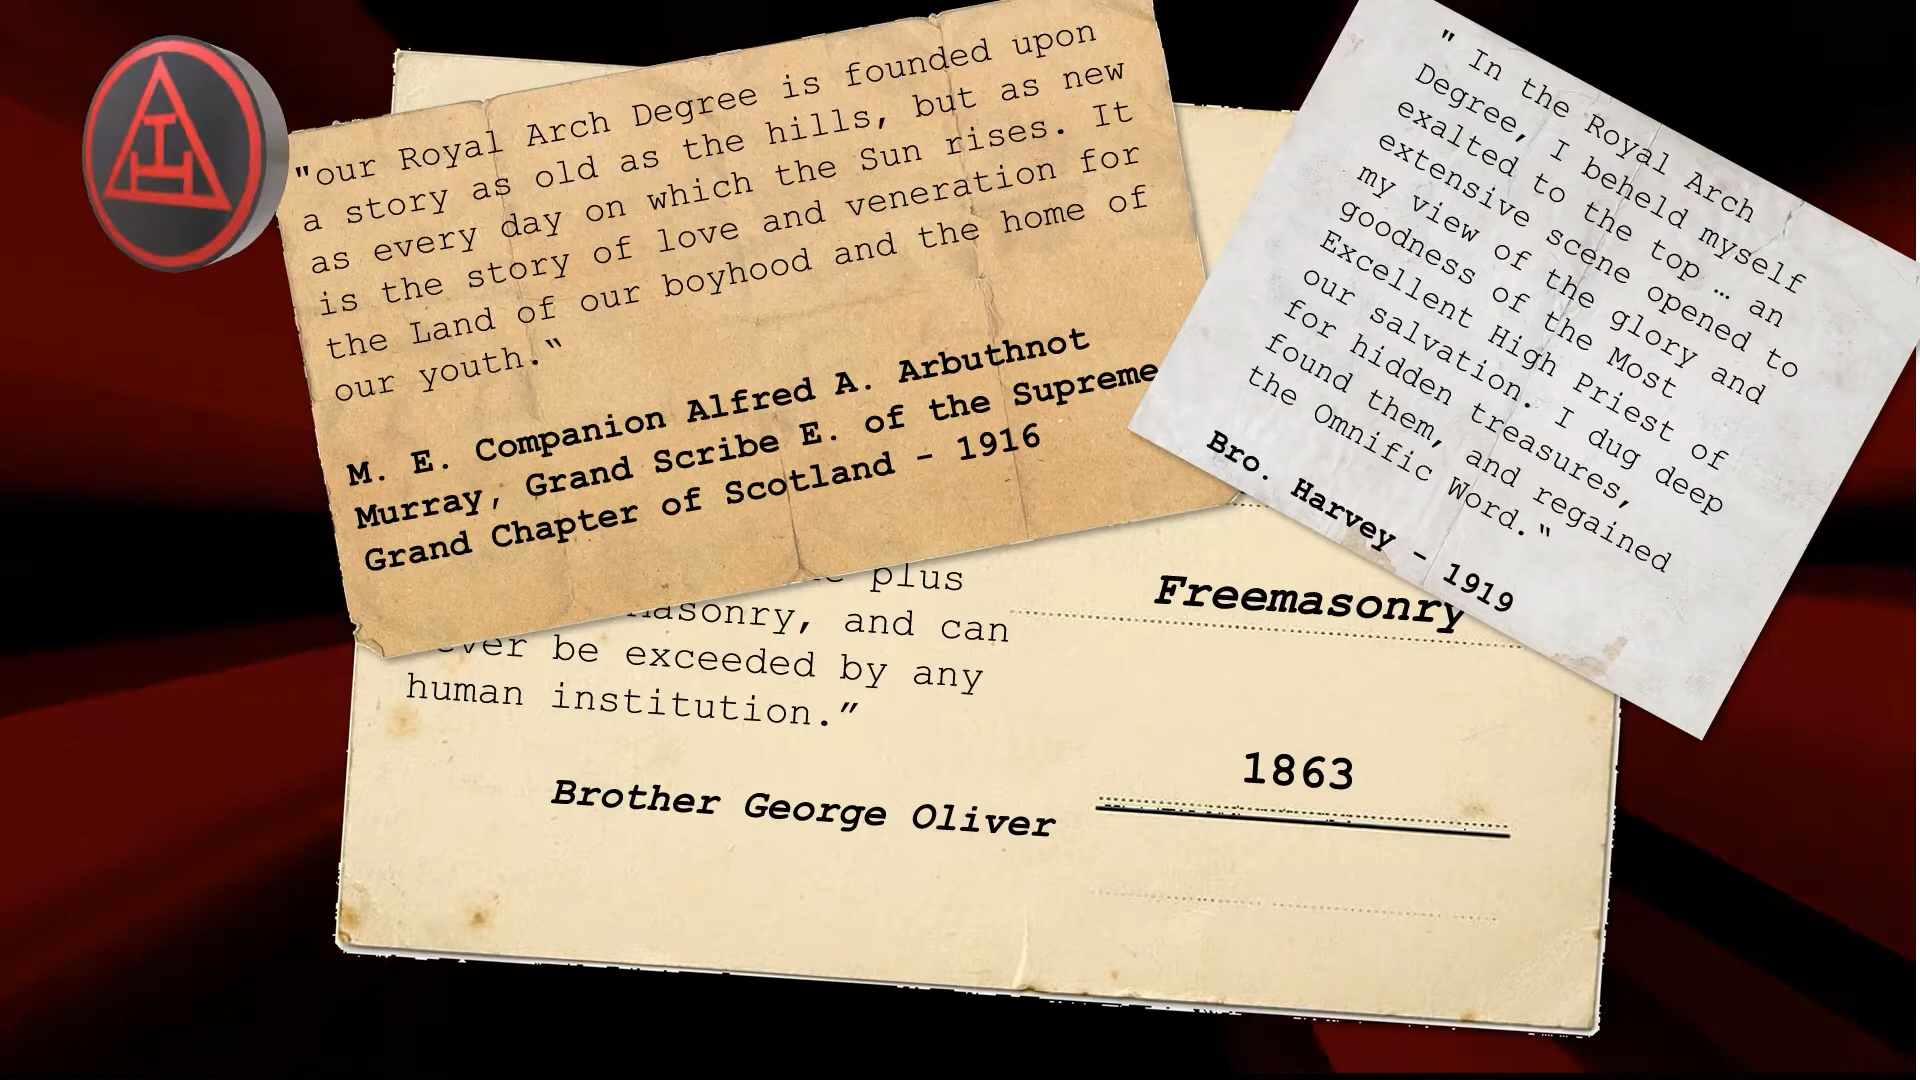 "our Royal Arch Degree is founded upon
a story as old as the hills, but as new
as every day on which the Sun rises. It
is the story of love and veneration for
the Land of our boyhood and the home of
our youth."
M. E. Companion Alfred A. Arbuthnot
Murray, Grand Scribe E. of the Supreme
Grand Chapter of Scotland - 1916
" In the Royal Arch
Degree, I beheld myself
exalted to the top … an
extensive scene opened to
my view of the glory and
goodness of the Most
Excellent High Priest of
our salvation. I dug deep
for hidden treasures,
found them, and regained
the Omnific Word."
Bro. Harvey - 1919
plus
and can
be exceeded by any
human institution.”
Brother George Oliver
Freemasonry
1863